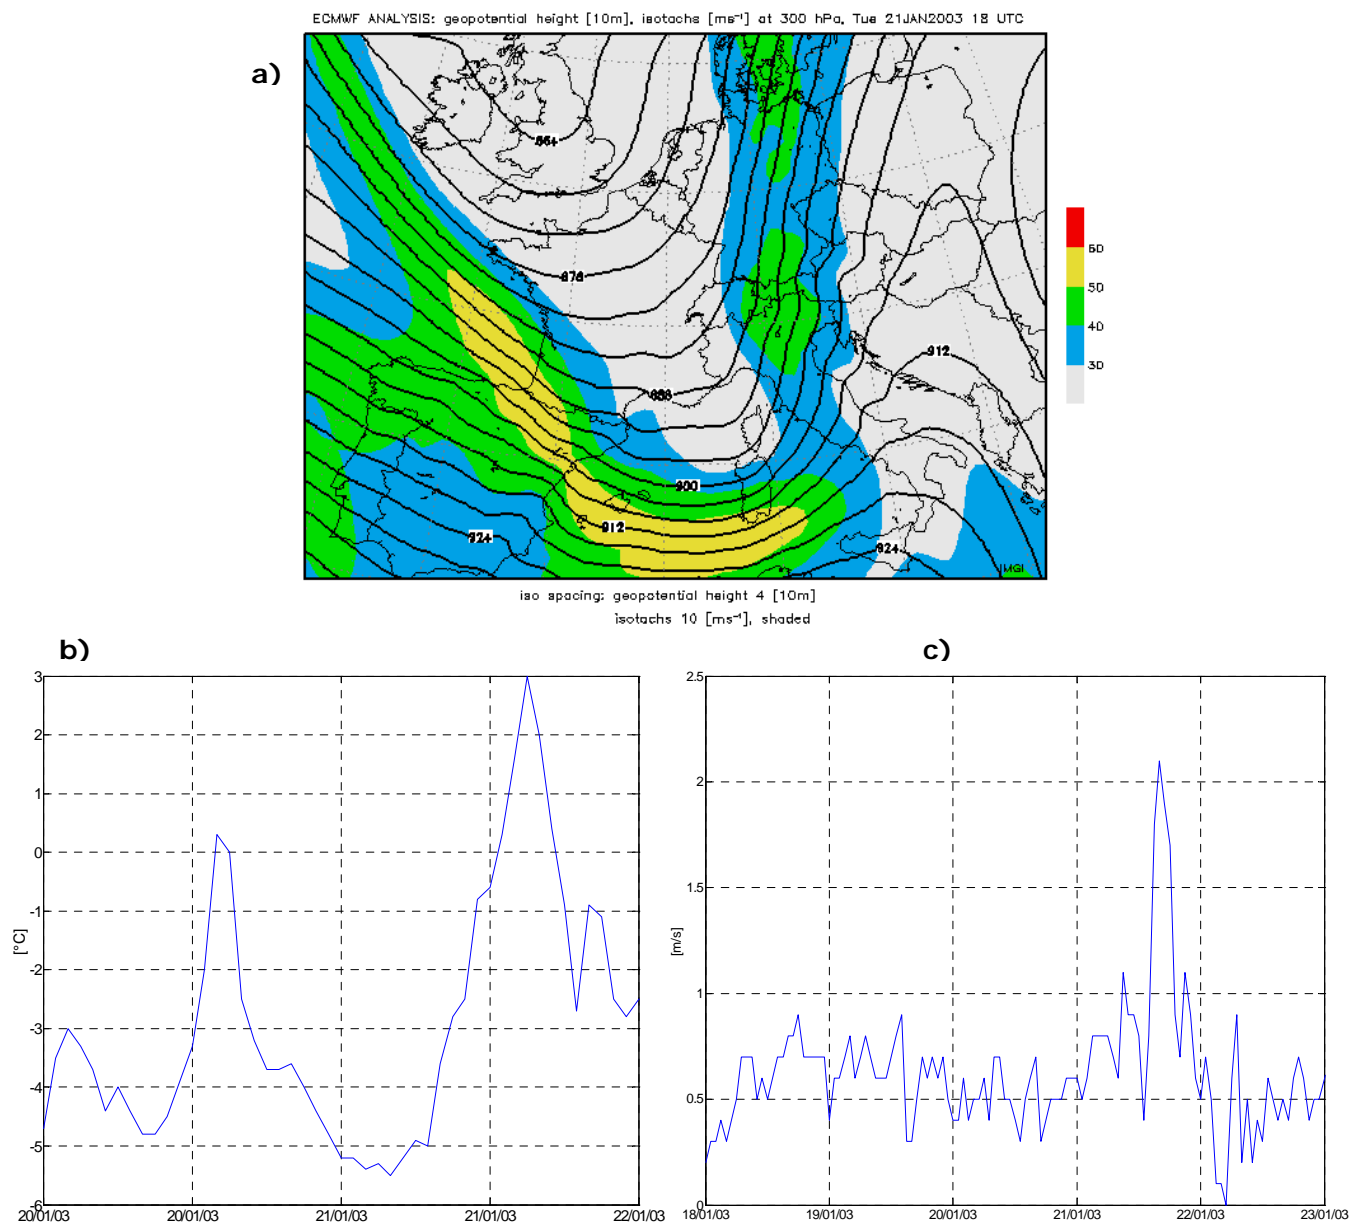 ECMWF ANALYSIS: geopotential height [10m], isotachs [ms⁻¹] at 300 hPa, Tue 21JAN2003 18 UTC
a)
864
876
888
900
912
924
912
924
IMGI
60
50
40
30
iso spacing: geopotential height 4 [10m]
isotachs 10 [ms⁻¹], shaded
b)
3
2
1
0
-1
-2
-3
-4
-5
-6
[°C]
20/01/03 20/01/03 21/01/03 21/01/03 22/01/03
c)
2.5
2
1.5
1
0.5
0
[m/s]
18/01/03 19/01/03 20/01/03 21/01/03 22/01/03 23/01/03